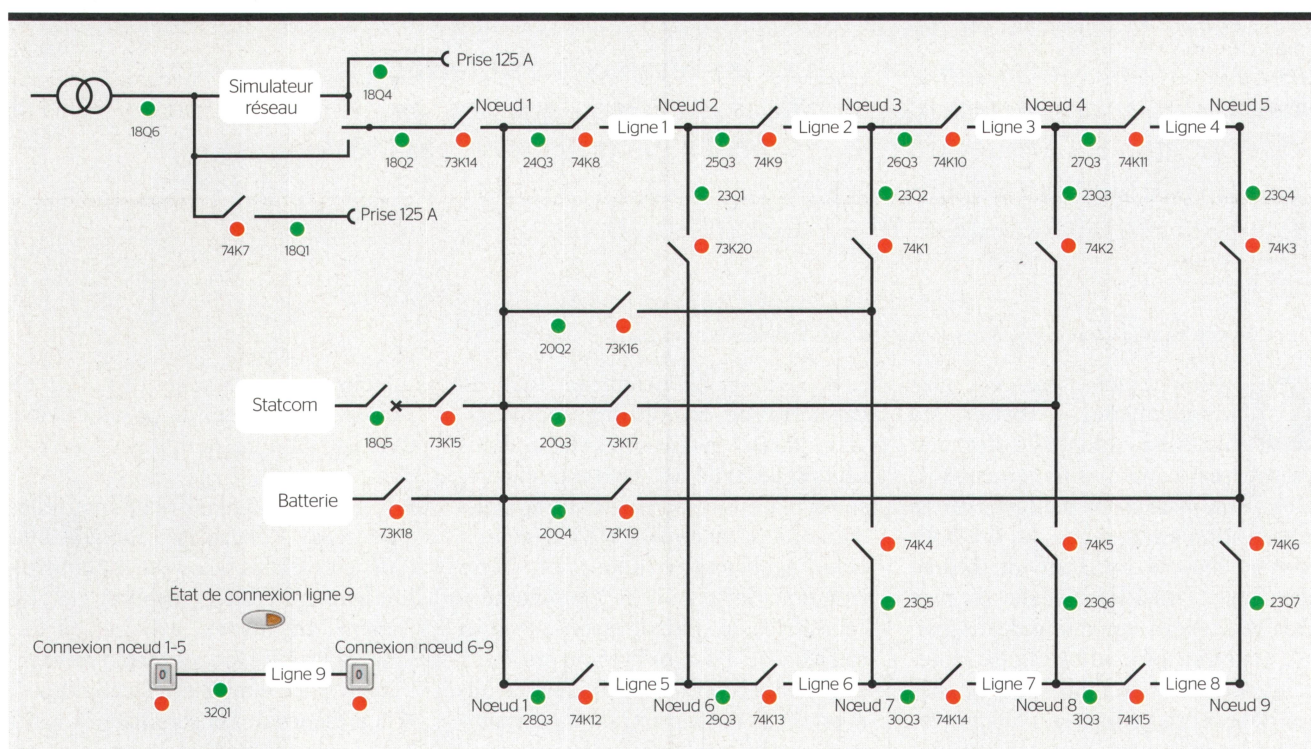 Prise 125 A
Simulateur
réseau
18Q4
18Q6
Nœud 1
Nœud 2
Nœud 3
Nœud 4
Nœud 5
Ligne 1
Ligne 2
Ligne 3
Ligne 4
18Q2
73K14
24Q3
74K8
25Q3
74K9
26Q3
74K10
27Q3
74K11
23Q1
23Q2
23Q3
23Q4
Prise 125 A
74K7
18Q1
73K20
74K1
74K2
74K3
20Q2
73K16
Statcom
18Q5
73K15
20Q3
73K17
Batterie
73K18
20Q4
73K19
74K4
74K5
74K6
État de connexion ligne 9
23Q5
23Q6
23Q7
Connexion nœud 1-5
Connexion nœud 6-9
0
Ligne 9
0
32Q1
Ligne 5
Ligne 6
Ligne 7
Ligne 8
Nœud 1
Nœud 6
Nœud 7
Nœud 8
Nœud 9
28Q3
74K12
29Q3
74K13
30Q3
74K14
31Q3
74K15